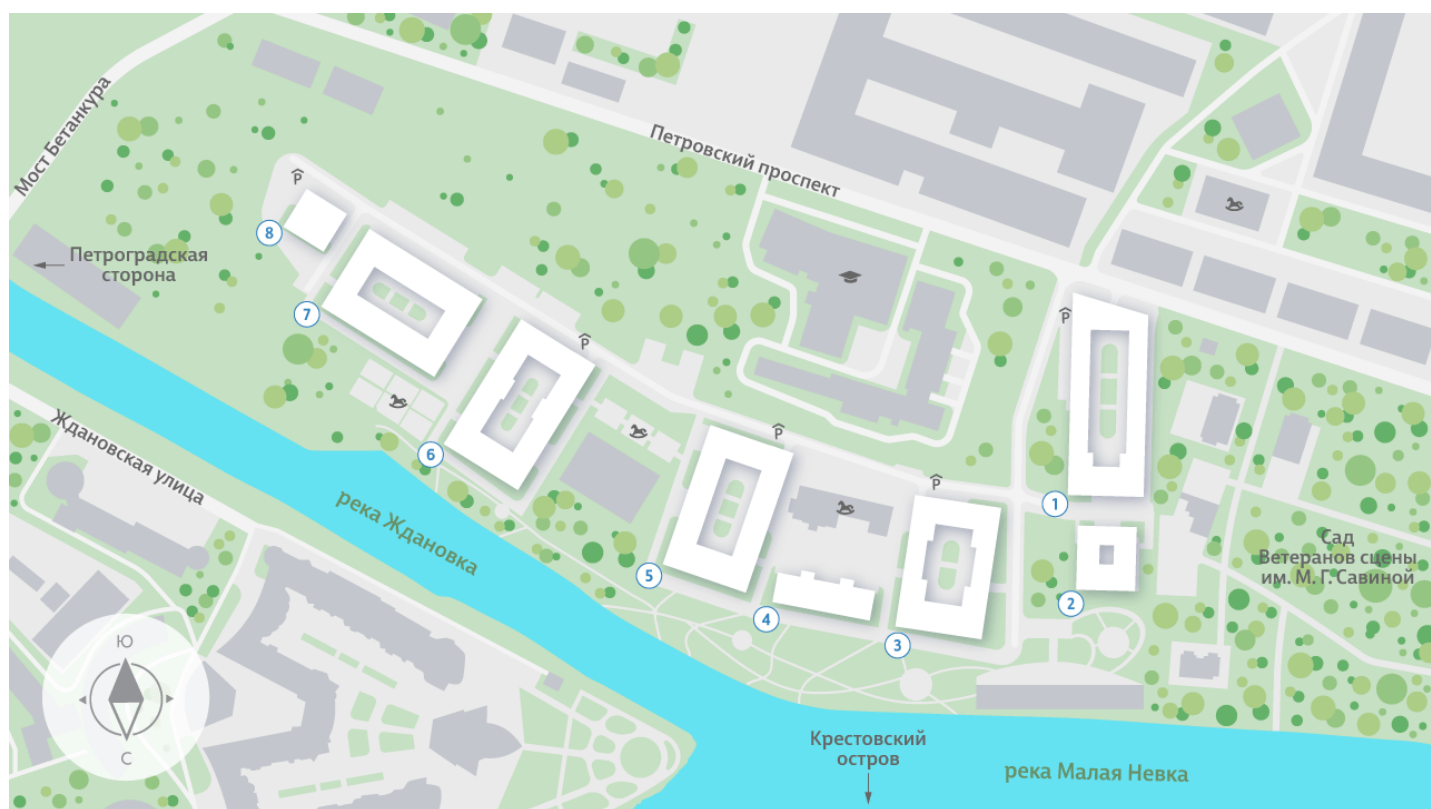 Мост Бетанкура
Петровский проспект
P
8
Петроградская
сторона
7
P
P
Ждановская улица
6
P
P
1
река Ждановка
Сад
Ветеранов сцены
им. М. Г. Савиной
5
4
2
3
Ю
С
Крестовский
остров
река Малая Невка